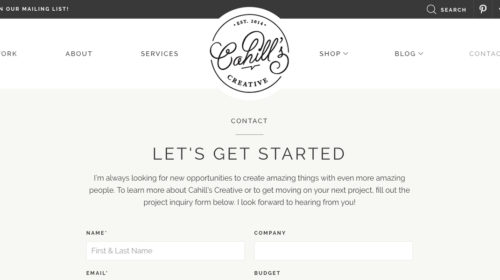 N OUR MAILING LIST!
SEARCH
ORK
ABOUT
SERVICES
EST. 2014
Cahill's
CREATIVE
SHOP
BLOG
CONTAC
CONTACT
LET'S GET STARTED
I'm always looking for new opportunities to create amazing things with even more amazing
people. To learn more about Cahill's Creative or to get moving on your next project, fill out the
project inquiry form below. I look forward to hearing from you!
NAME*
COMPANY
First & Last Name
EMAIL*
BUDGET